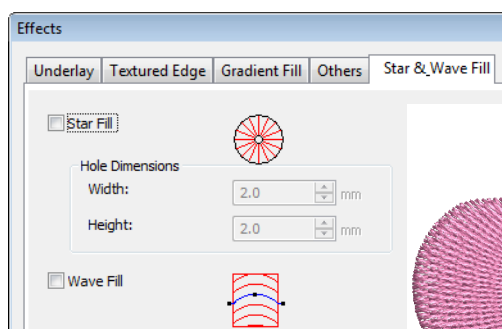 Effects
Underlay Textured Edge Gradient Fill Others Star & Wave Fill
Star Fill
Hole Dimensions
Width: 2.0 mm
Height: 2.0 mm
Wave Fill